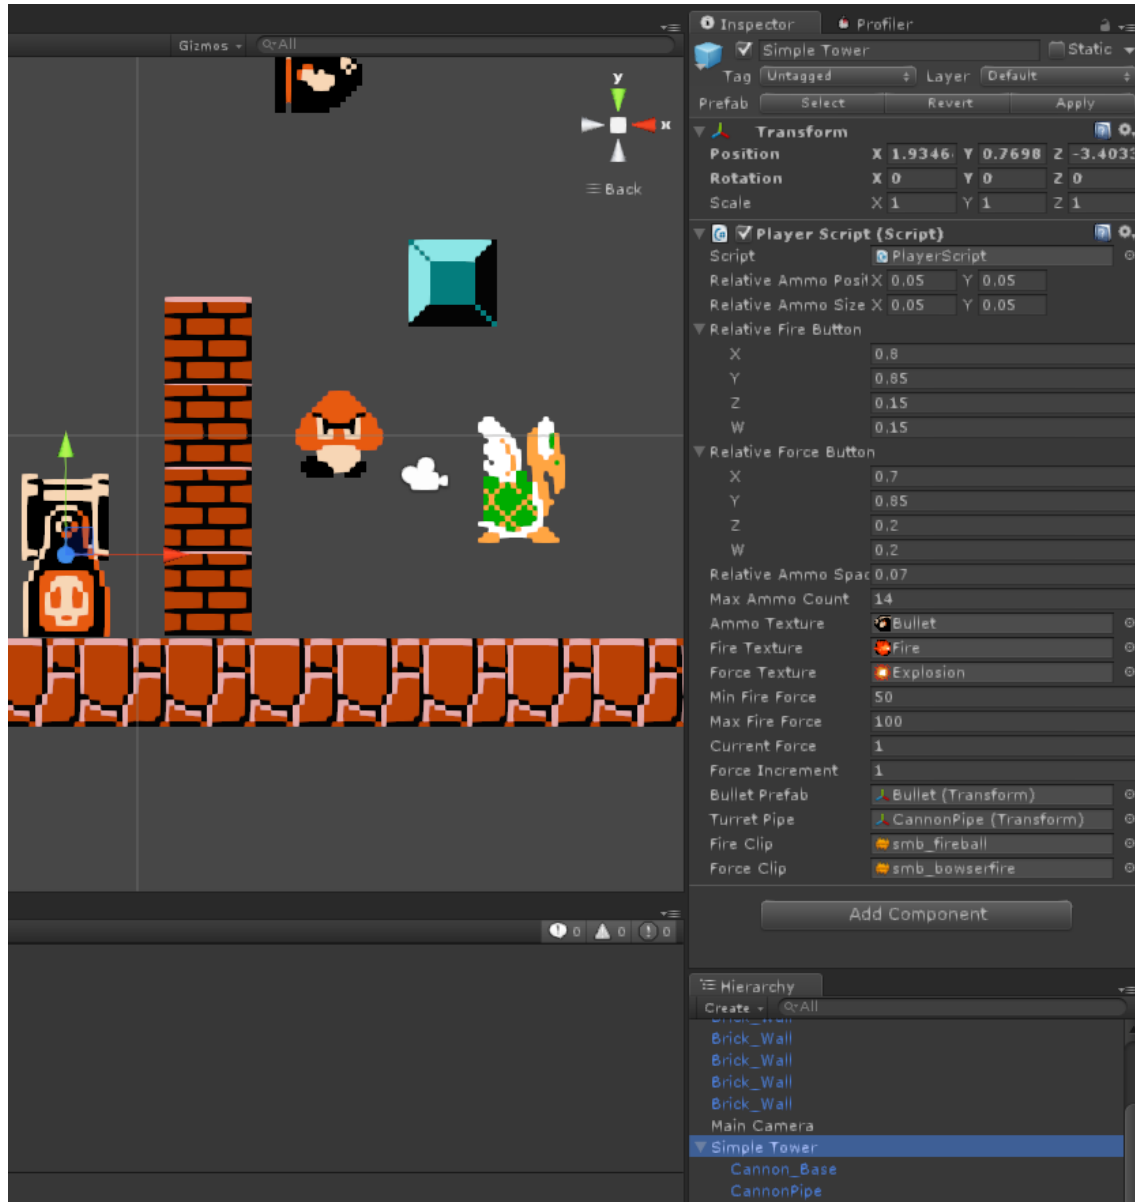 Inspector Profiler
Gizmos All
Simple Tower Static
Tag Untagged Layer Default
Prefab Select Revert Apply
Transform
Position X 1.9346 Y 0.7698 Z -3.4033
Rotation X 0 Y 0 Z 0
Scale X 1 Y 1 Z 1
y
x
Back
Player Script (Script)
Script PlayerScript
Relative Ammo Posit X 0,05 Y 0,05
Relative Ammo Size X 0,05 Y 0,05
Relative Fire Button
X 0,8
Y 0,85
Z 0,15
W 0,15
Relative Force Button
X 0,7
Y 0,85
Z 0,2
W 0,2
Relative Ammo Spac 0,07
Max Ammo Count 14
Ammo Texture Bullet
Fire Texture Fire
Force Texture Explosion
Min Fire Force 50
Max Fire Force 100
Current Force 1
Force Increment 1
Bullet Prefab Bullet (Transform)
Turret Pipe CannonPipe (Transform)
Fire Clip smb_fireball
Force Clip smb_bowserfire
Add Component
0 0 0
Hierarchy
Create All
Brick_Wall
Brick_Wall
Brick_Wall
Brick_Wall
Brick_Wall
Main Camera
Simple Tower
Cannon_Base
CannonPipe